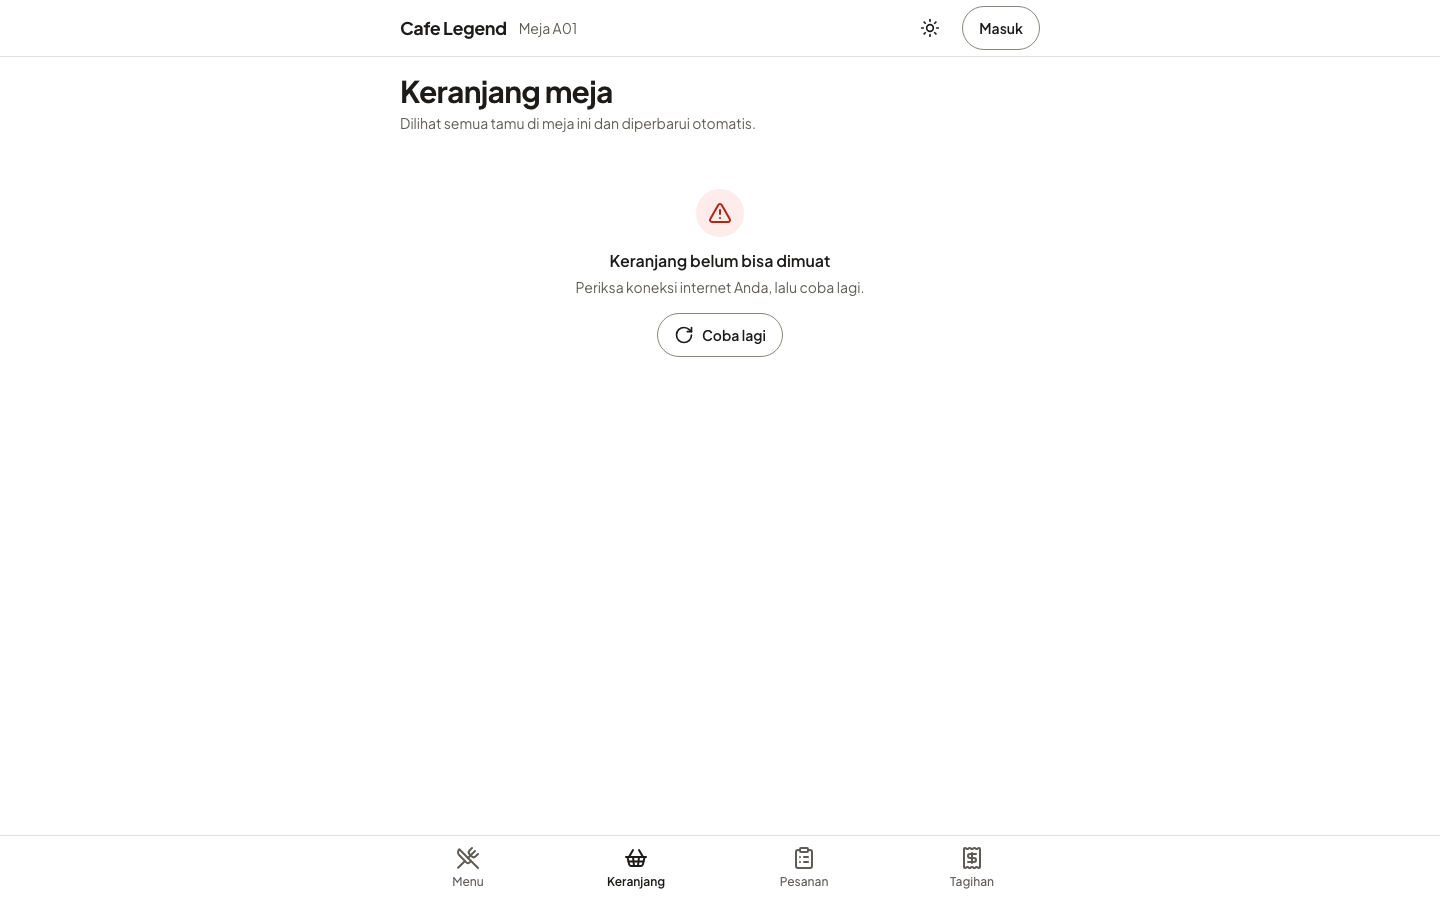 Cafe Legend Meja A01 Masuk
Keranjang meja
Dilihat semua tamu di meja ini dan diperbarui otomatis.
Keranjang belum bisa dimuat
Periksa koneksi internet Anda, lalu coba lagi.
Coba lagi
Menu Keranjang Pesanan Tagihan